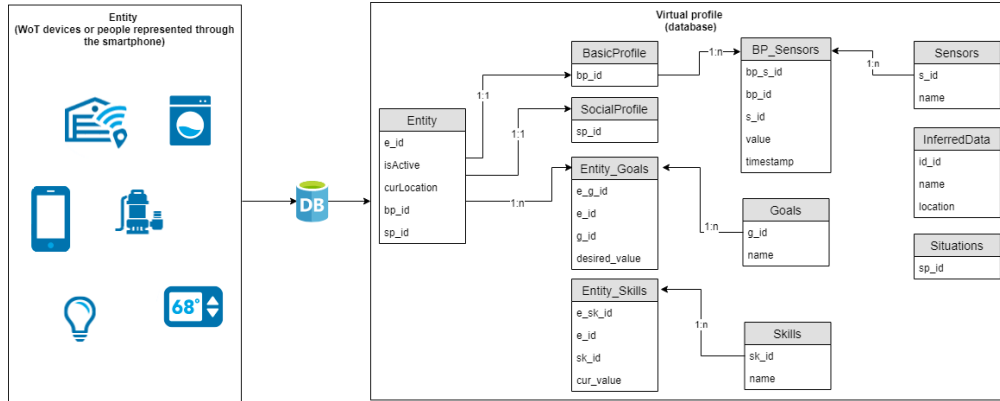 Entity
(WoT devices or people represented through
the smartphone)
68°
DB
Virtual profile
(database)
Entity
e_id
isActive
curLocation
bp_id
sp_id
1:1
1:1
1:n
BasicProfile
bp_id
SocialProfile
sp_id
Entity_Goals
e_g_id
e_id
g_id
desired_value
Entity_Skills
e_sk_id
e_id
sk_id
cur_value
1:n
BP_Sensors
bp_s_id
bp_id
s_id
value
timestamp
1:n
Goals
g_id
name
1:n
Skills
sk_id
name
1:n
Sensors
s_id
name
InferredData
id_id
name
location
Situations
sp_id